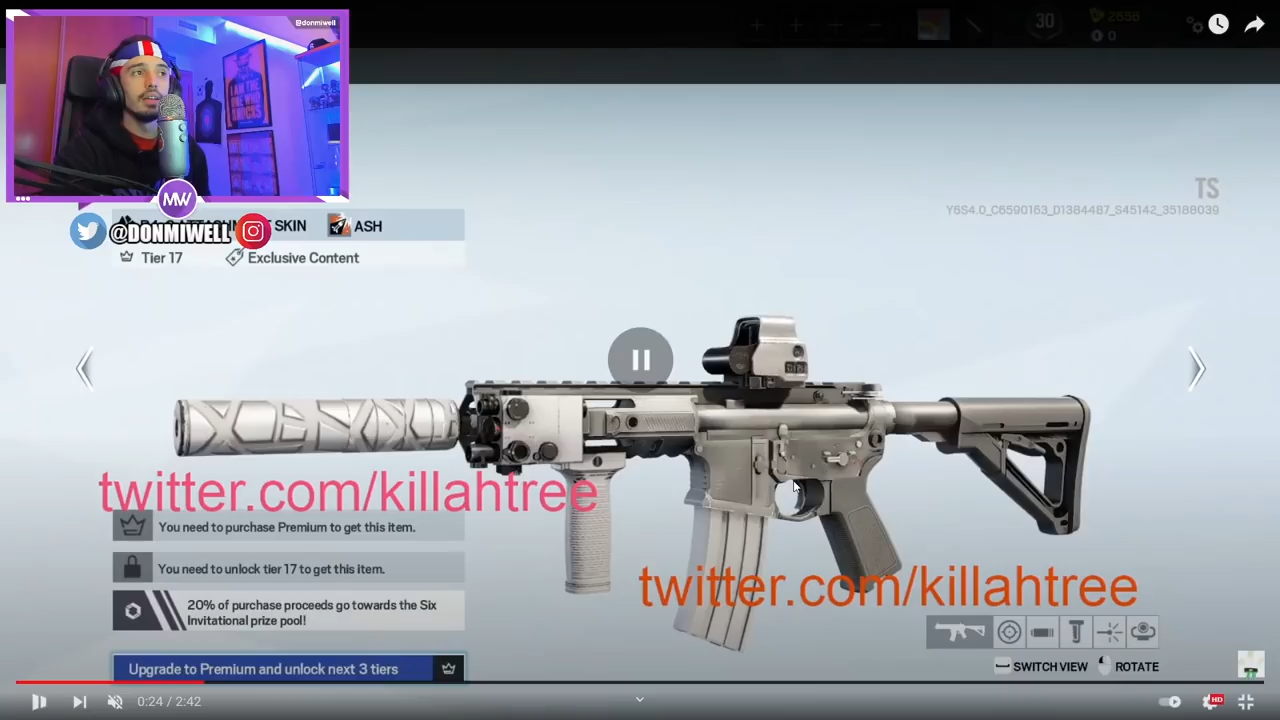 @donmiwell
30
2656
0
MW
@DONMIWELL
SKIN
ASH
Tier 17
Exclusive Content
TS
Y6S4.0_C6590163_D1384487_S45142_35188039
twitter.com/killahtree
You need to purchase Premium to get this item.
You need to unlock tier 17 to get this item.
20% of purchase proceeds go towards the Six
Invitational prize pool!
twitter.com/killahtree
Upgrade to Premium and unlock next 3 tiers
SWITCH VIEW
ROTATE
0:24 / 2:42
HD